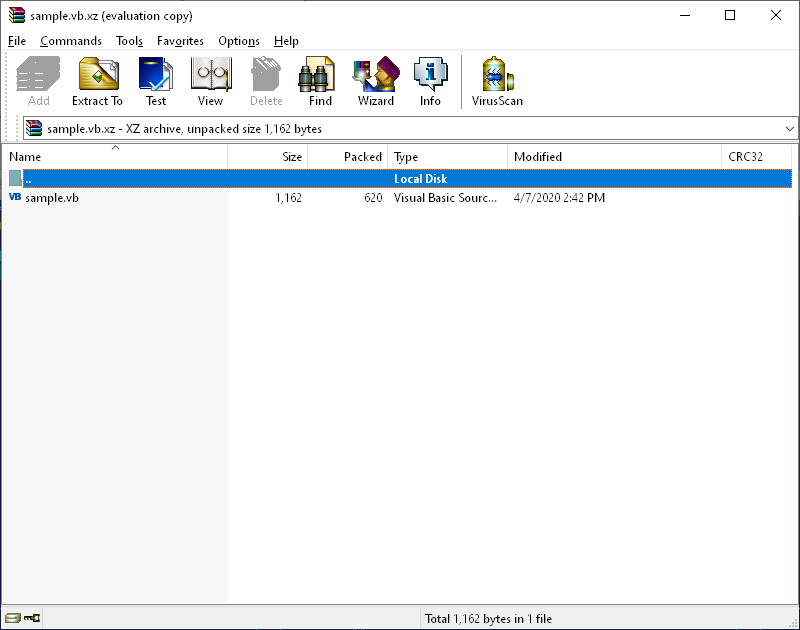 sample.vb.xz (evaluation copy)
File Commands Tools Favorites Options Help
Add Extract To Test View Delete Find Wizard Info VirusScan
sample.vb.xz - XZ archive, unpacked size 1,162 bytes
Name Size Packed Type Modified CRC32
.. Local Disk
VB sample.vb 1,162 620 Visual Basic Sourc... 4/7/2020 2:42 PM
Total 1,162 bytes in 1 file